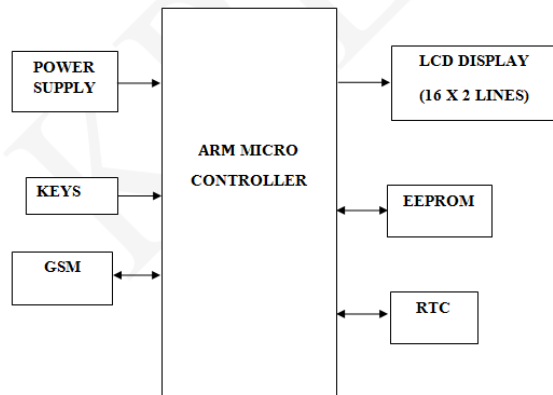 POWER
SUPPLY
LCD DISPLAY
(16 X 2 LINES)
ARM MICRO
CONTROLLER
KEYS
EEPROM
GSM
RTC